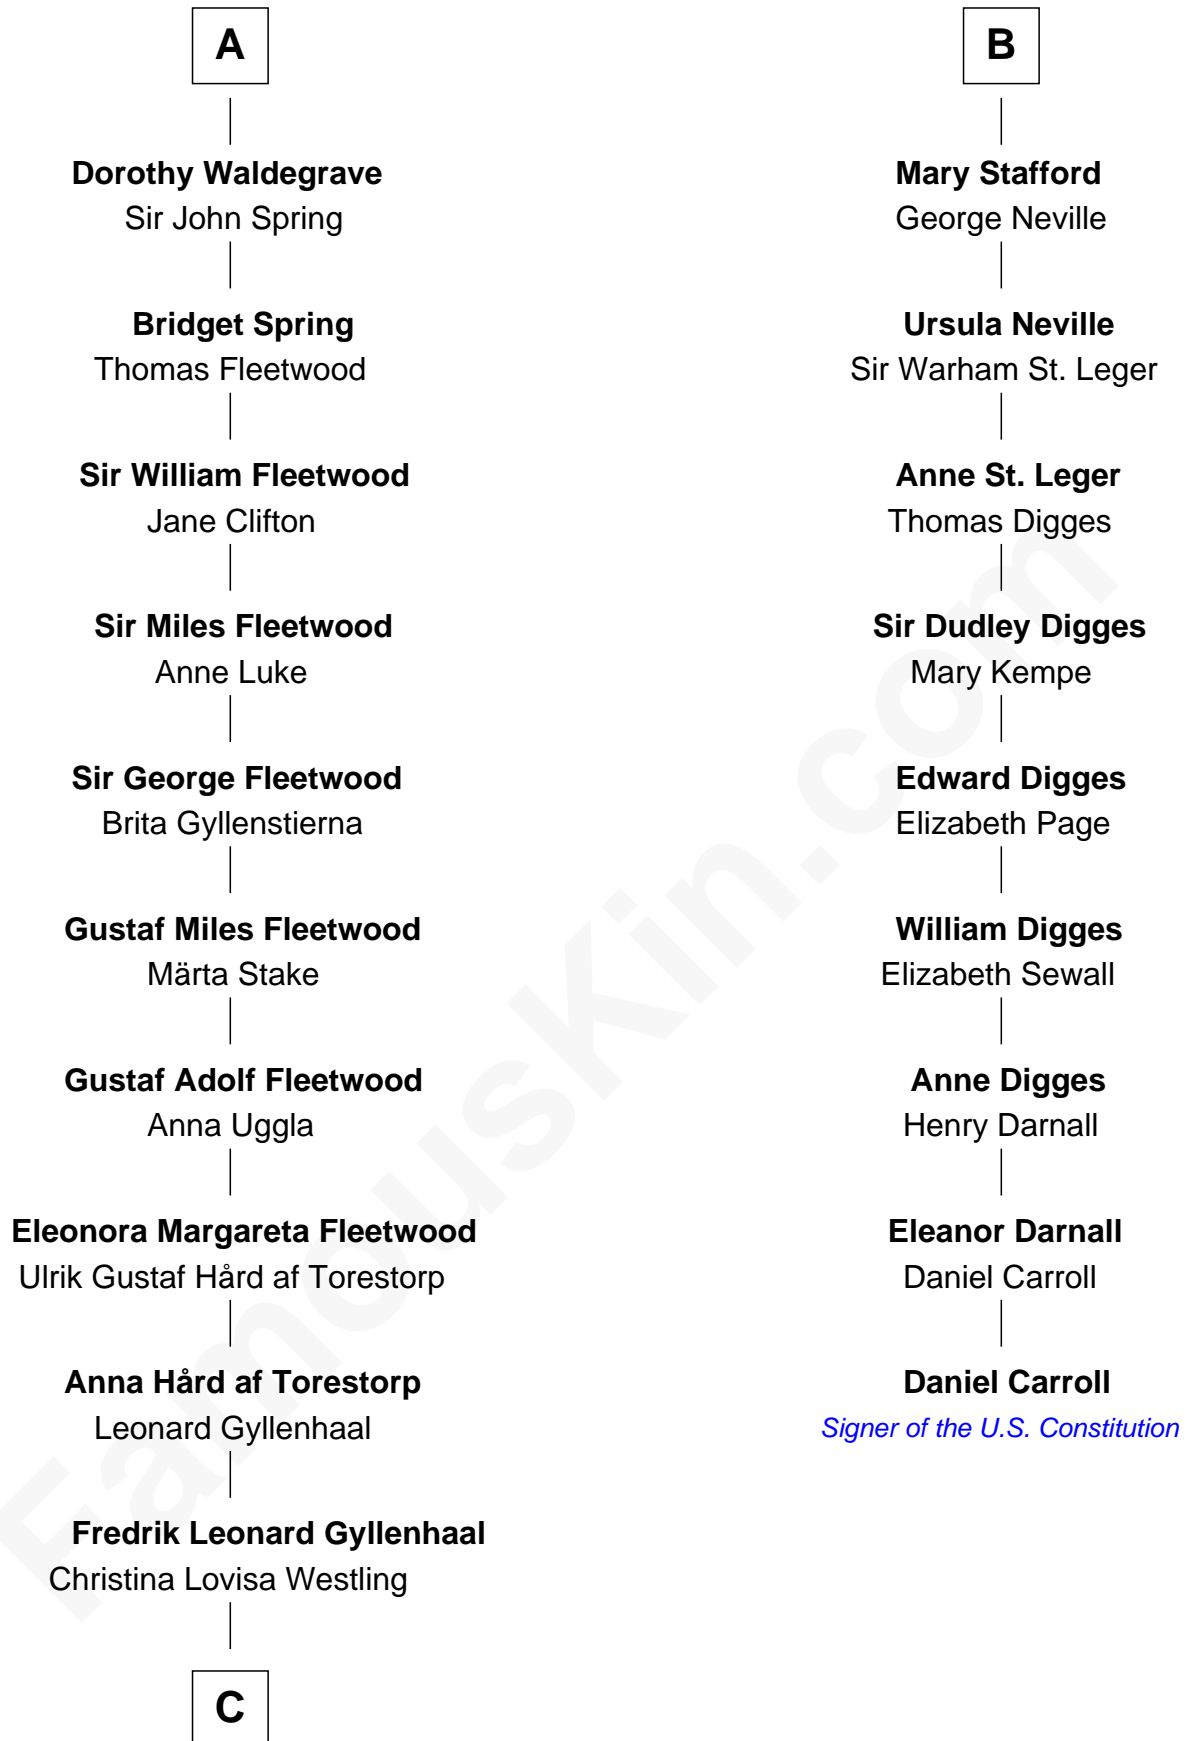 A
Dorothy Waldegrave
Sir John Spring
Bridget Spring
Thomas Fleetwood
Sir William Fleetwood
Jane Clifton
Sir Miles Fleetwood
Anne Luke
Sir George Fleetwood
Brita Gyllenstierna
Gustaf Miles Fleetwood
Märta Stake
Gustaf Adolf Fleetwood
Anna Uggla
Eleonora Margareta Fleetwood
Ulrik Gustaf Hård af Torestorp
Anna Hård af Torestorp
Leonard Gyllenhaal
Fredrik Leonard Gyllenhaal
Christina Lovisa Westling
C
B
Mary Stafford
George Neville
Ursula Neville
Sir Warham St. Leger
Anne St. Leger
Thomas Digges
Sir Dudley Digges
Mary Kempe
Edward Digges
Elizabeth Page
William Digges
Elizabeth Sewall
Anne Digges
Henry Darnall
Eleanor Darnall
Daniel Carroll
Daniel Carroll
Signer of the U.S. Constitution
FamousKin.com